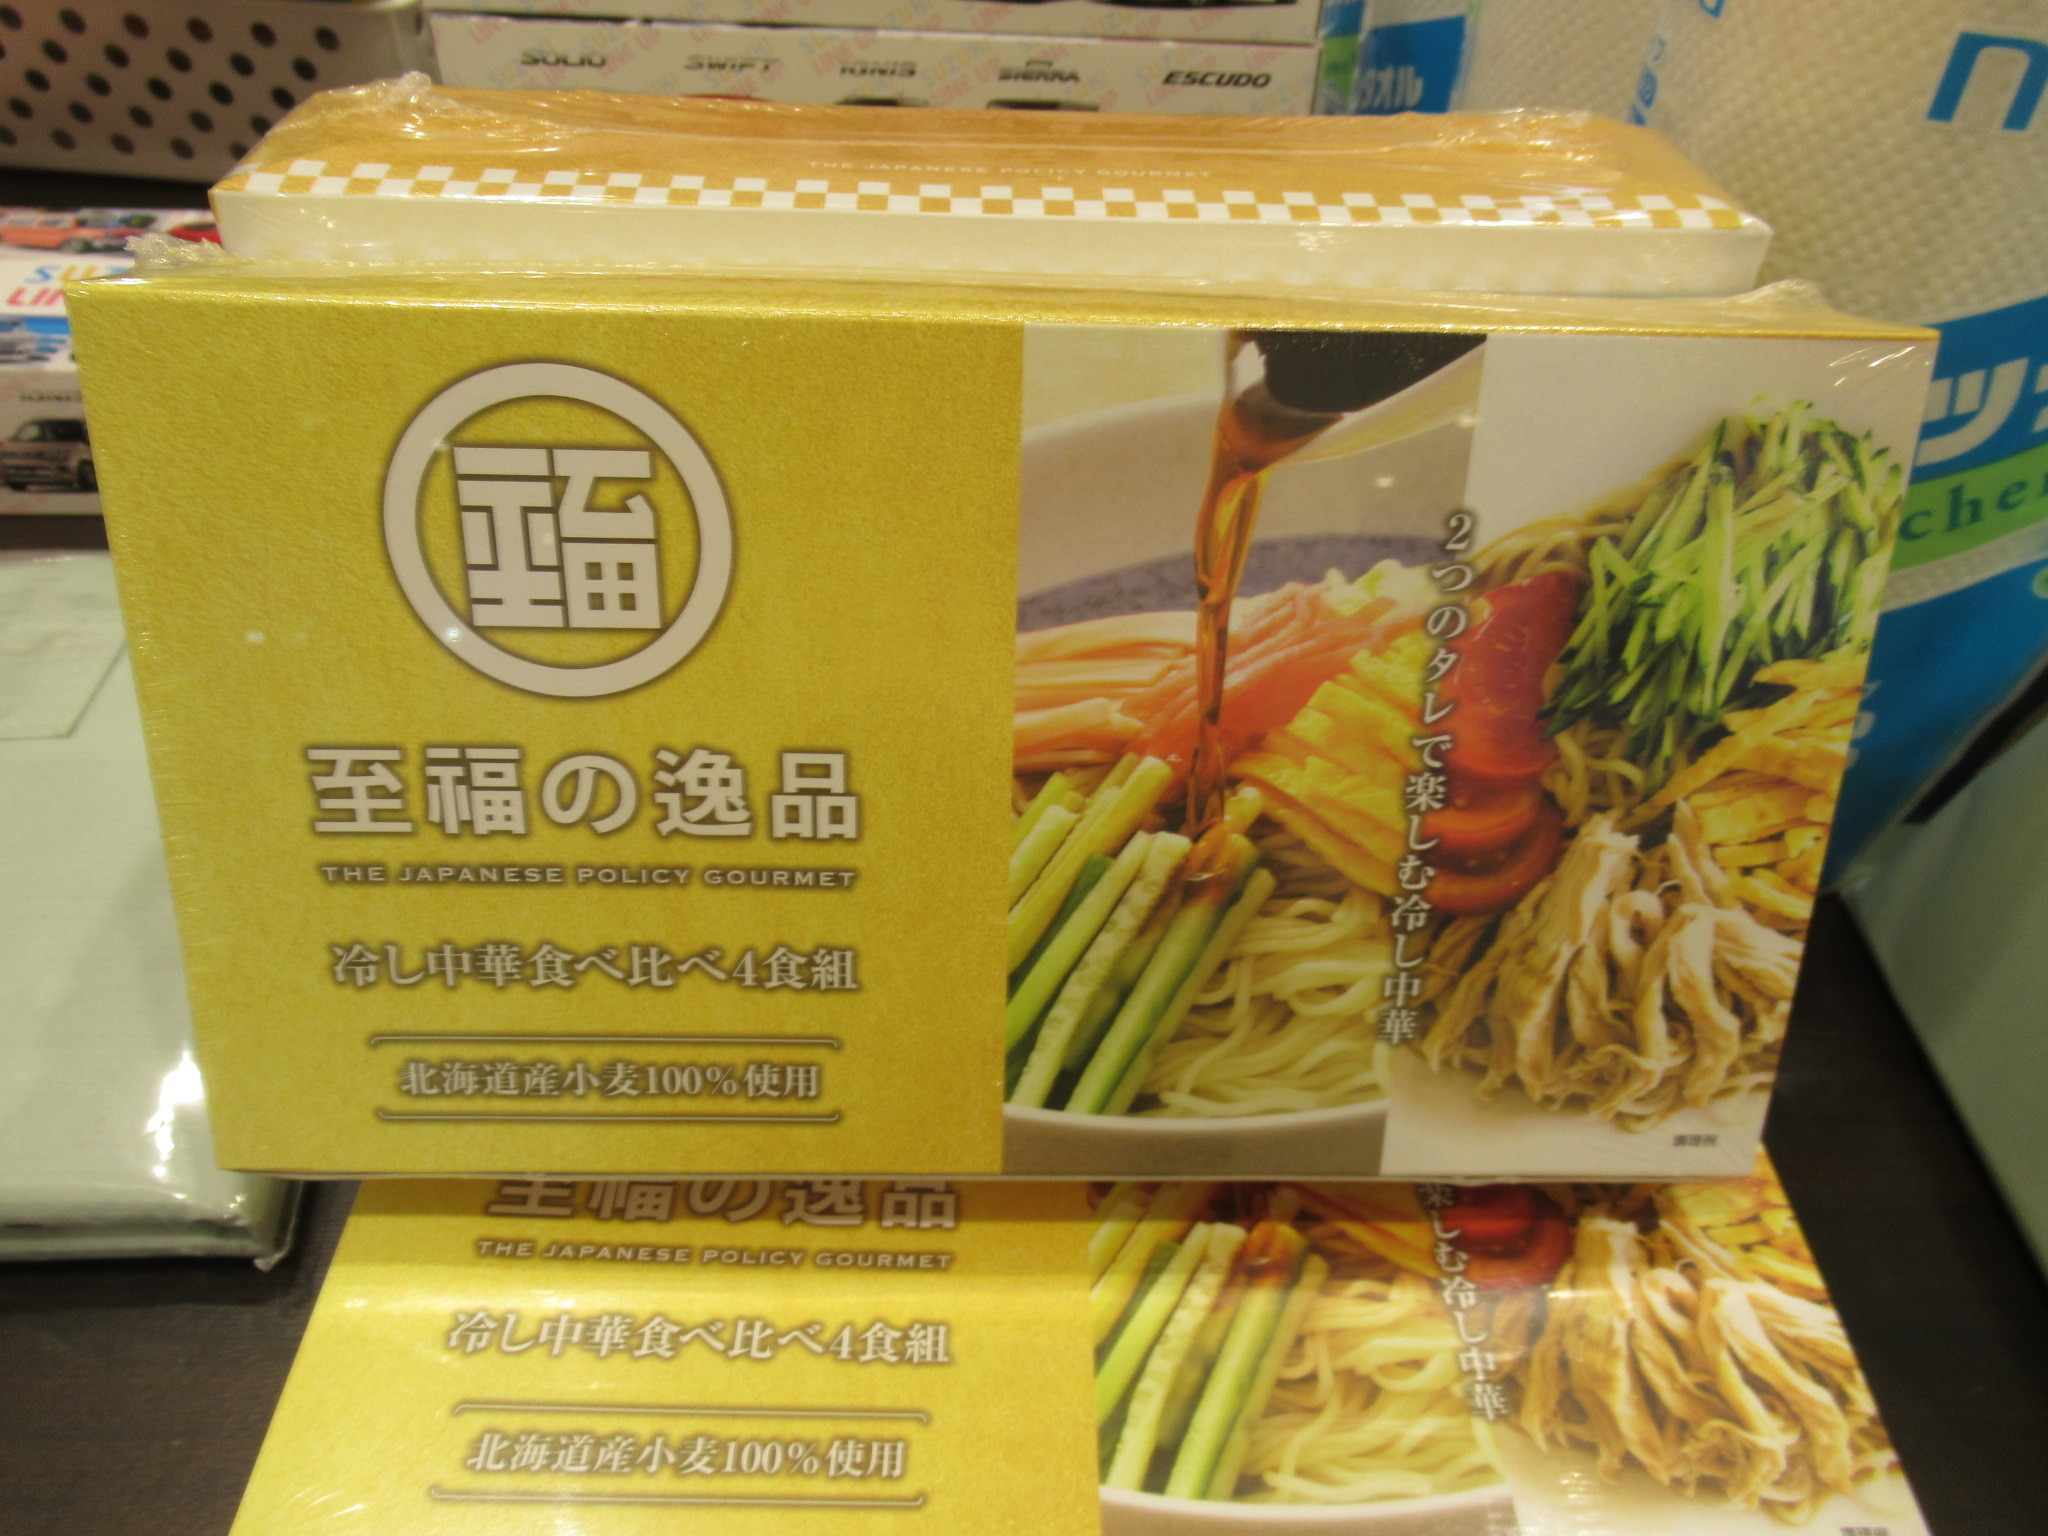 SOLIO SWIFT IGNIS SIERRA ESCUDO
THE JAPANESE POLICY GOURMET
至福
至福の逸品
THE JAPANESE POLICY GOURMET
冷し中華食べ比べ4食組
北海道産小麦100%使用
2つのタレで楽しむ冷し中華
調理例
至福の逸品
THE JAPANESE POLICY GOURMET
冷し中華食べ比べ4食組
北海道産小麦100%使用
楽しむ冷し中華